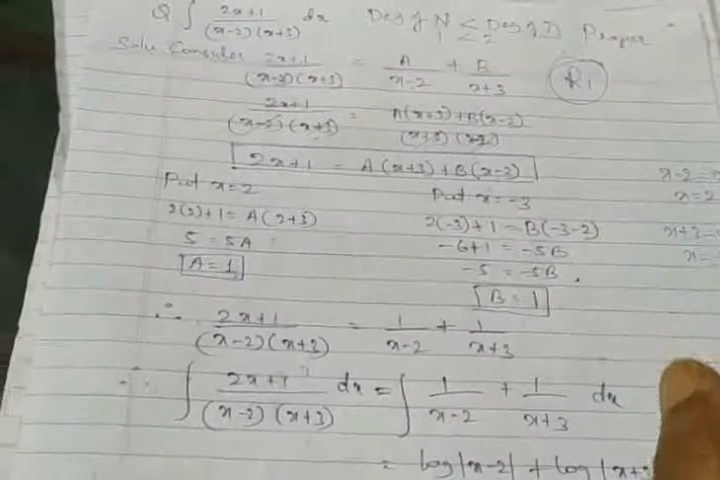 Q ∫ (2x+1)/((x-2)(x+3)) dx Deg of N < Deg of D Proper
1 < 2
Soln Consider (2x+1)/((x-2)(x+3)) = A/(x-2) + B/(x+3) R1
(2x+1)/((x-2)(x+3)) = (A(x+3)+B(x-2))/((x+3)(x-2))
2x+1 = A(x+3)+B(x-2)
x-2=
x=2
Put x=2
2(2)+1 = A(2+3)
5 = 5A
A=1
Put x=-3
2(-3)+1 = B(-3-2)
-6+1 = -5B
-5 = -5B
B=1
x+3=
x=
∴ (2x+1)/((x-2)(x+3)) = 1/(x-2) + 1/(x+3)
∴ ∫ (2x+1)/((x-2)(x+3)) dx = ∫ 1/(x-2) + 1/(x+3) dx
= log|x-2| + log|x+